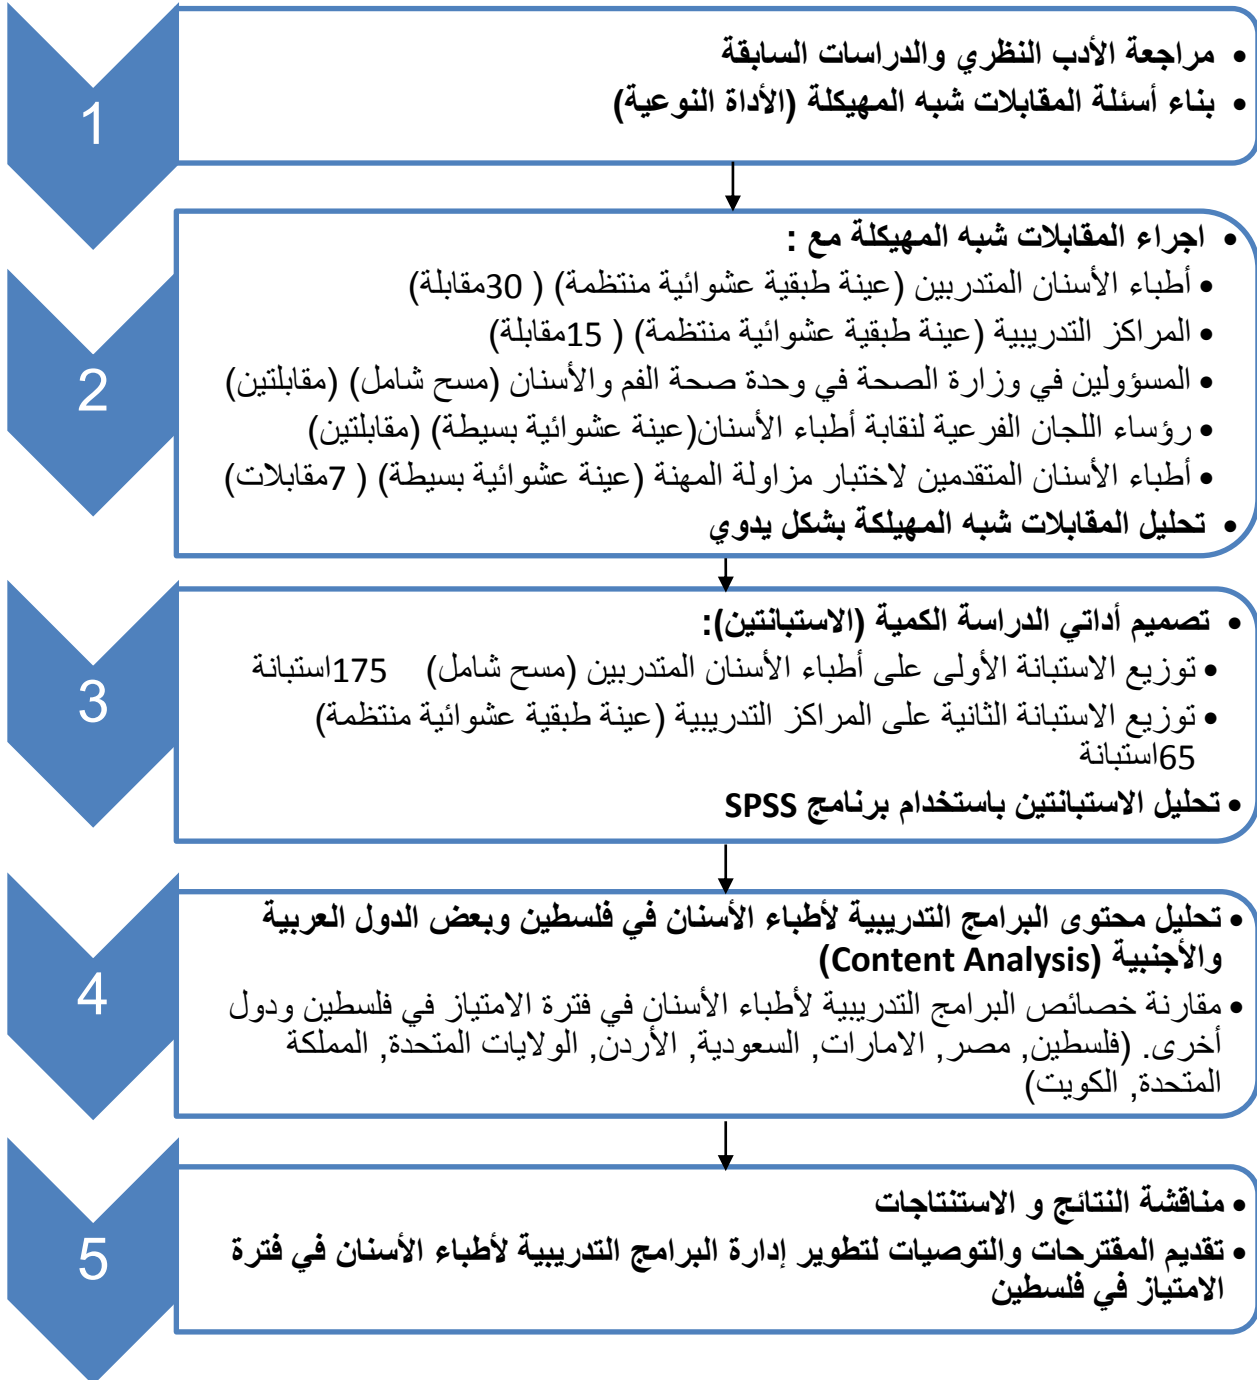 1
• مراجعة الأدب النظري والدراسات السابقة
• بناء أسئلة المقابلات شبه المهيكلة (الأداة النوعية)
2
• اجراء المقابلات شبه المهيكلة مع :
• أطباء الأسنان المتدربين (عينة طبقية عشوائية منتظمة) ( 30مقابلة)
• المراكز التدريبية (عينة طبقية عشوائية منتظمة) ( 15مقابلة)
• المسؤولين في وزارة الصحة في وحدة صحة الفم والأسنان (مسح شامل) (مقابلتين)
• رؤساء اللجان الفرعية لنقابة أطباء الأسنان(عينة عشوائية بسيطة) (مقابلتين)
• أطباء الأسنان المتقدمين لاختبار مزاولة المهنة (عينة عشوائية بسيطة) ( 7مقابلات)
• تحليل المقابلات شبه المهيلكة بشكل يدوي
3
• تصميم أداتي الدراسة الكمية (الاستبانتين):
• توزيع الاستبانة الأولى على أطباء الأسنان المتدربين (مسح شامل) 175استبانة
• توزيع الاستبانة الثانية على المراكز التدريبية (عينة طبقية عشوائية منتظمة)
65استبانة
• تحليل الاستبانتين باستخدام برنامج SPSS
4
• تحليل محتوى البرامج التدريبية لأطباء الأسنان في فلسطين وبعض الدول العربية
والأجنبية (Content Analysis)
• مقارنة خصائص البرامج التدريبية لأطباء الأسنان في فترة الامتياز في فلسطين ودول
أخرى. (فلسطين, مصر, الامارات, السعودية, الأردن, الولايات المتحدة, المملكة
المتحدة, الكويت)
5
• مناقشة النتائج و الاستنتاجات
• تقديم المقترحات والتوصيات لتطوير إدارة البرامج التدريبية لأطباء الأسنان في فترة
الامتياز في فلسطين